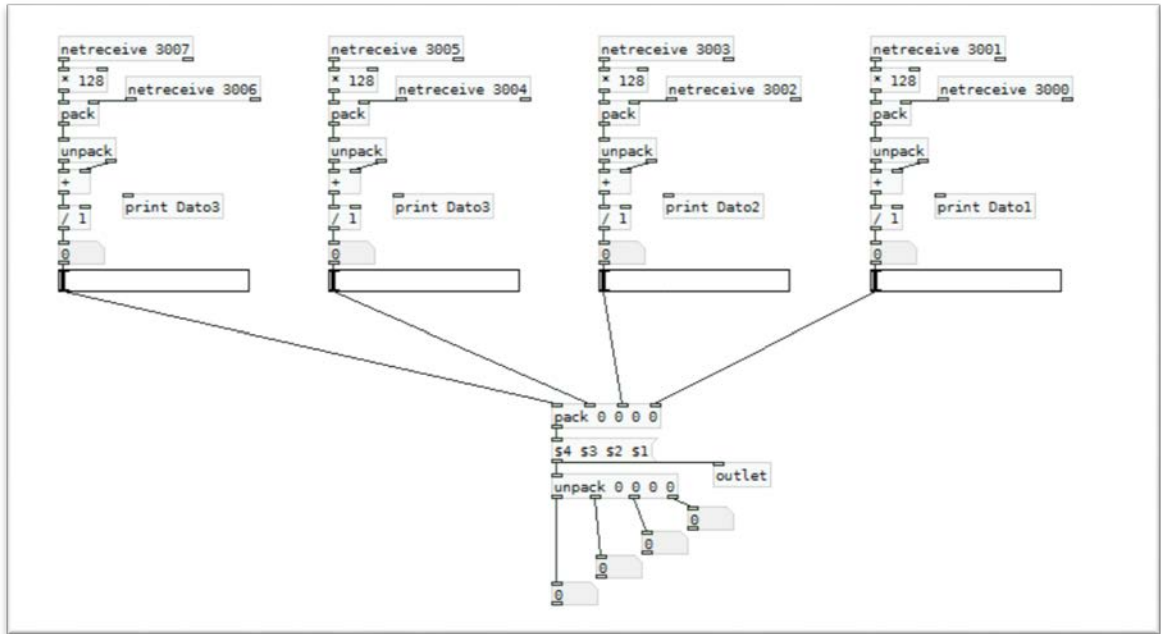 netreceive 3007
* 128
netreceive 3006
pack
unpack
+
print Dato3
/ 1
0
netreceive 3005
* 128
netreceive 3004
pack
unpack
+
print Dato3
/ 1
0
netreceive 3003
* 128
netreceive 3002
pack
unpack
+
print Dato2
/ 1
0
netreceive 3001
* 128
netreceive 3000
pack
unpack
+
print Dato1
/ 1
0
pack 0 0 0 0
$4 $3 $2 $1
outlet
unpack 0 0 0 0
0
0
0
0